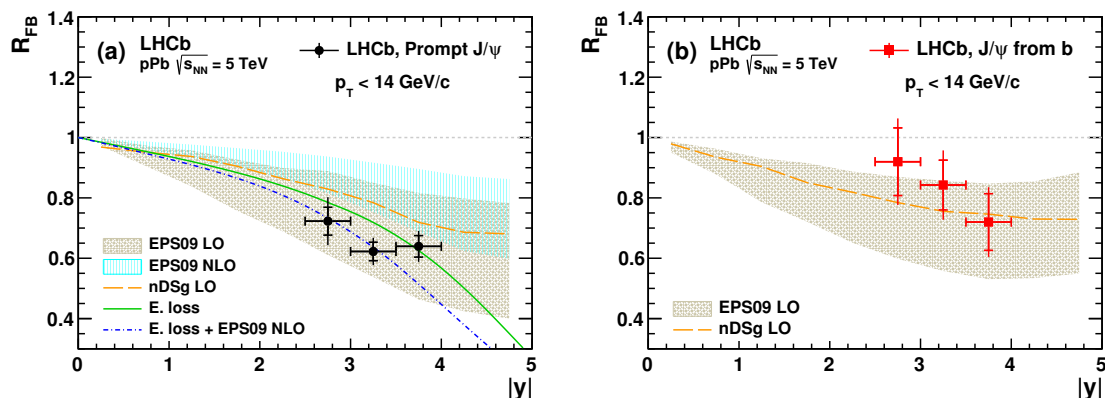 R_FB
1.4
1.2
1
0.8
0.6
0.4
(a)
LHCb
pPb √s_NN = 5 TeV
LHCb, Prompt J/ψ
p_T < 14 GeV/c
EPS09 LO
EPS09 NLO
nDSg LO
E. loss
E. loss + EPS09 NLO
0 1 2 3 4 5
|y|
R_FB
1.4
1.2
1
0.8
0.6
0.4
(b)
LHCb
pPb √s_NN = 5 TeV
LHCb, J/ψ from b
p_T < 14 GeV/c
EPS09 LO
nDSg LO
0 1 2 3 4 5
|y|